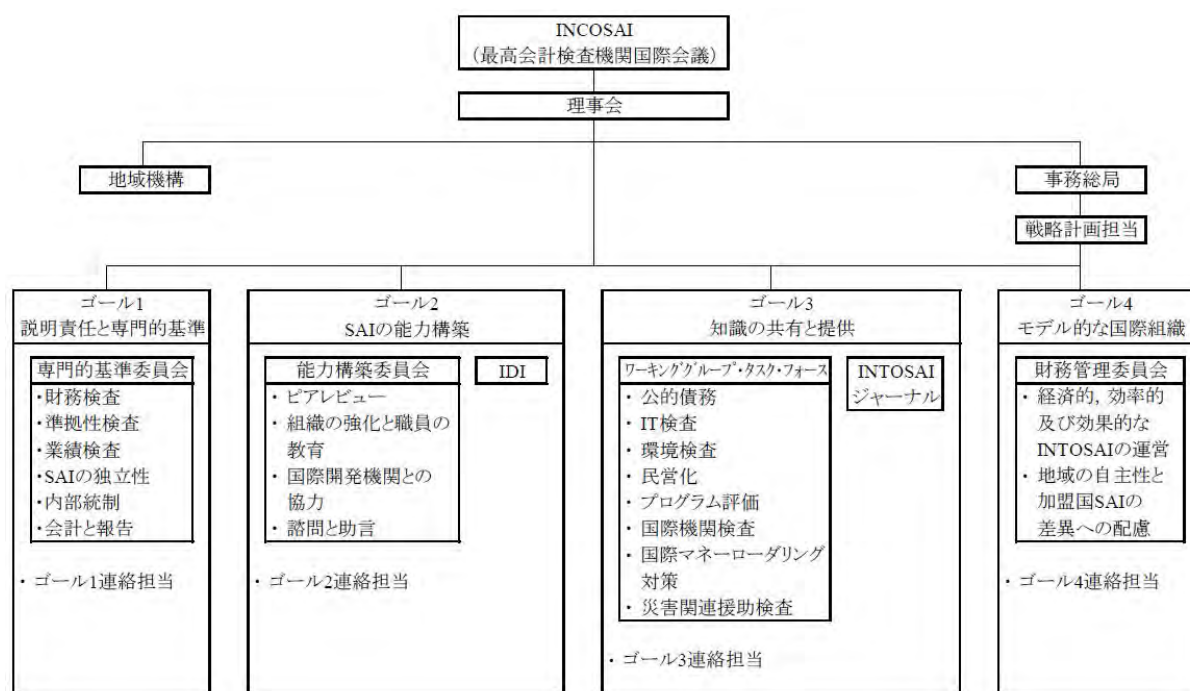 INCOSAI
（最高会計検査機関国際会議）
理事会
地域機構
事務総局
戦略計画担当
ゴール1
説明責任と専門的基準
専門的基準委員会
・財務検査
・準拠性検査
・業績検査
・SAIの独立性
・内部統制
・会計と報告
・ゴール1連絡担当
ゴール2
SAIの能力構築
能力構築委員会
・ピアレビュー
・組織の強化と職員の
教育
・国際開発機関との
協力
・諮問と助言
IDI
・ゴール2連絡担当
ゴール3
知識の共有と提供
ワーキンググループ・タスク・フォース
・公的債務
・IT検査
・環境検査
・民営化
・プログラム評価
・国際機関検査
・国際マネーローダリング
対策
・災害関連援助検査
INTOSAI
ジャーナル
・ゴール3連絡担当
ゴール4
モデル的な国際組織
財務管理委員会
・経済的，効率的
及び効果的な
INTOSAIの運営
・地域の自主性と
加盟国SAIの
差異への配慮
・ゴール4連絡担当